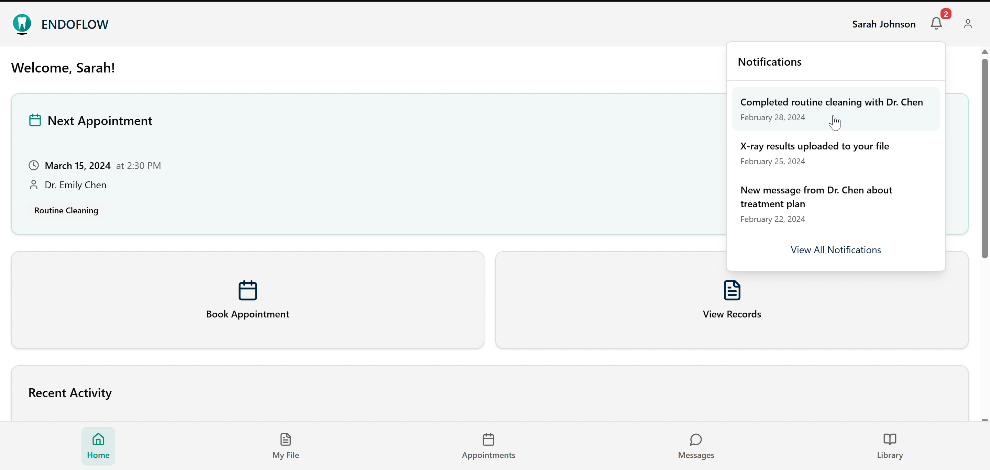 ENDOFLOW
Sarah Johnson
2
Welcome, Sarah!
Notifications
Completed routine cleaning with Dr. Chen
February 28, 2024
X-ray results uploaded to your file
February 25, 2024
New message from Dr. Chen about
treatment plan
February 22, 2024
View All Notifications
Next Appointment
March 15, 2024 at 2:30 PM
Dr. Emily Chen
Routine Cleaning
Book Appointment
View Records
Recent Activity
Home
My File
Appointments
Messages
Library